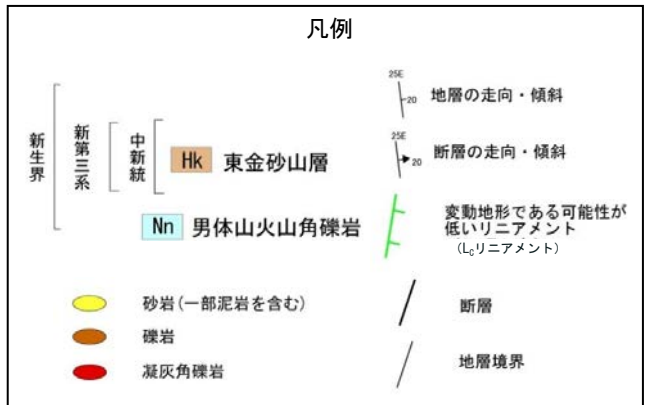 凡例
新生界
新第三系
中新統
Hk 東金砂山層
Nn 男体山火山角礫岩
砂岩(一部泥岩を含む)
礫岩
凝灰角礫岩
25E
20
地層の走向・傾斜
25E
20
断層の走向・傾斜
変動地形である可能性が
低いリニアメント
(LCリニアメント)
断層
地層境界